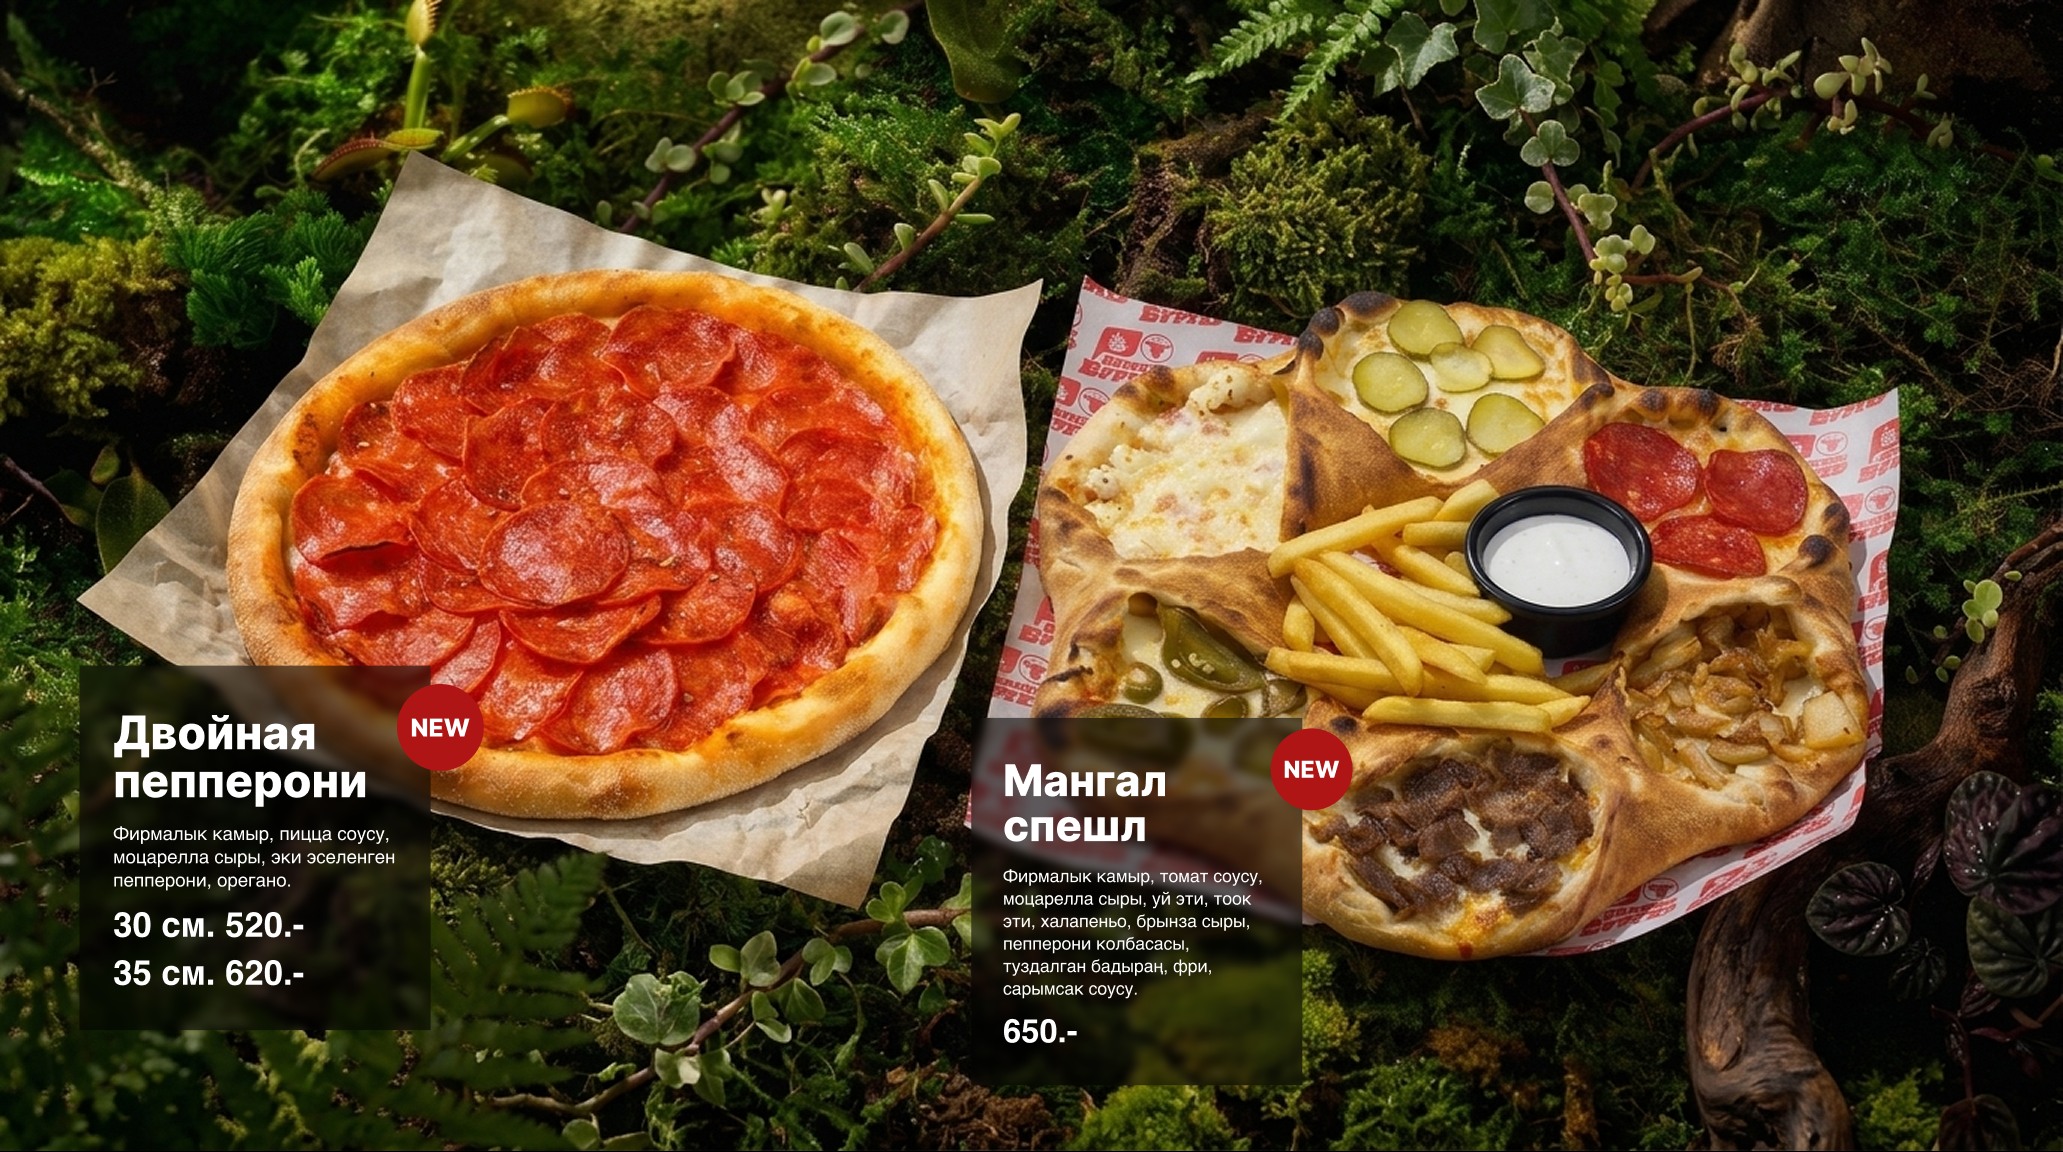 Двойная
пепперони
NEW
Фирмалык камыр, пицца соусу,
моцарелла сыры, эки эселенген
пепперони, орегано.
30 см. 520.-
35 см. 620.-
Мангал
спешл
NEW
Фирмалык камыр, томат соусу,
моцарелла сыры, уй эти, тоок
эти, халапеньо, брынза сыры,
пепперони колбасасы,
туздалган бадыраң, фри,
сарымсак соусу.
650.-